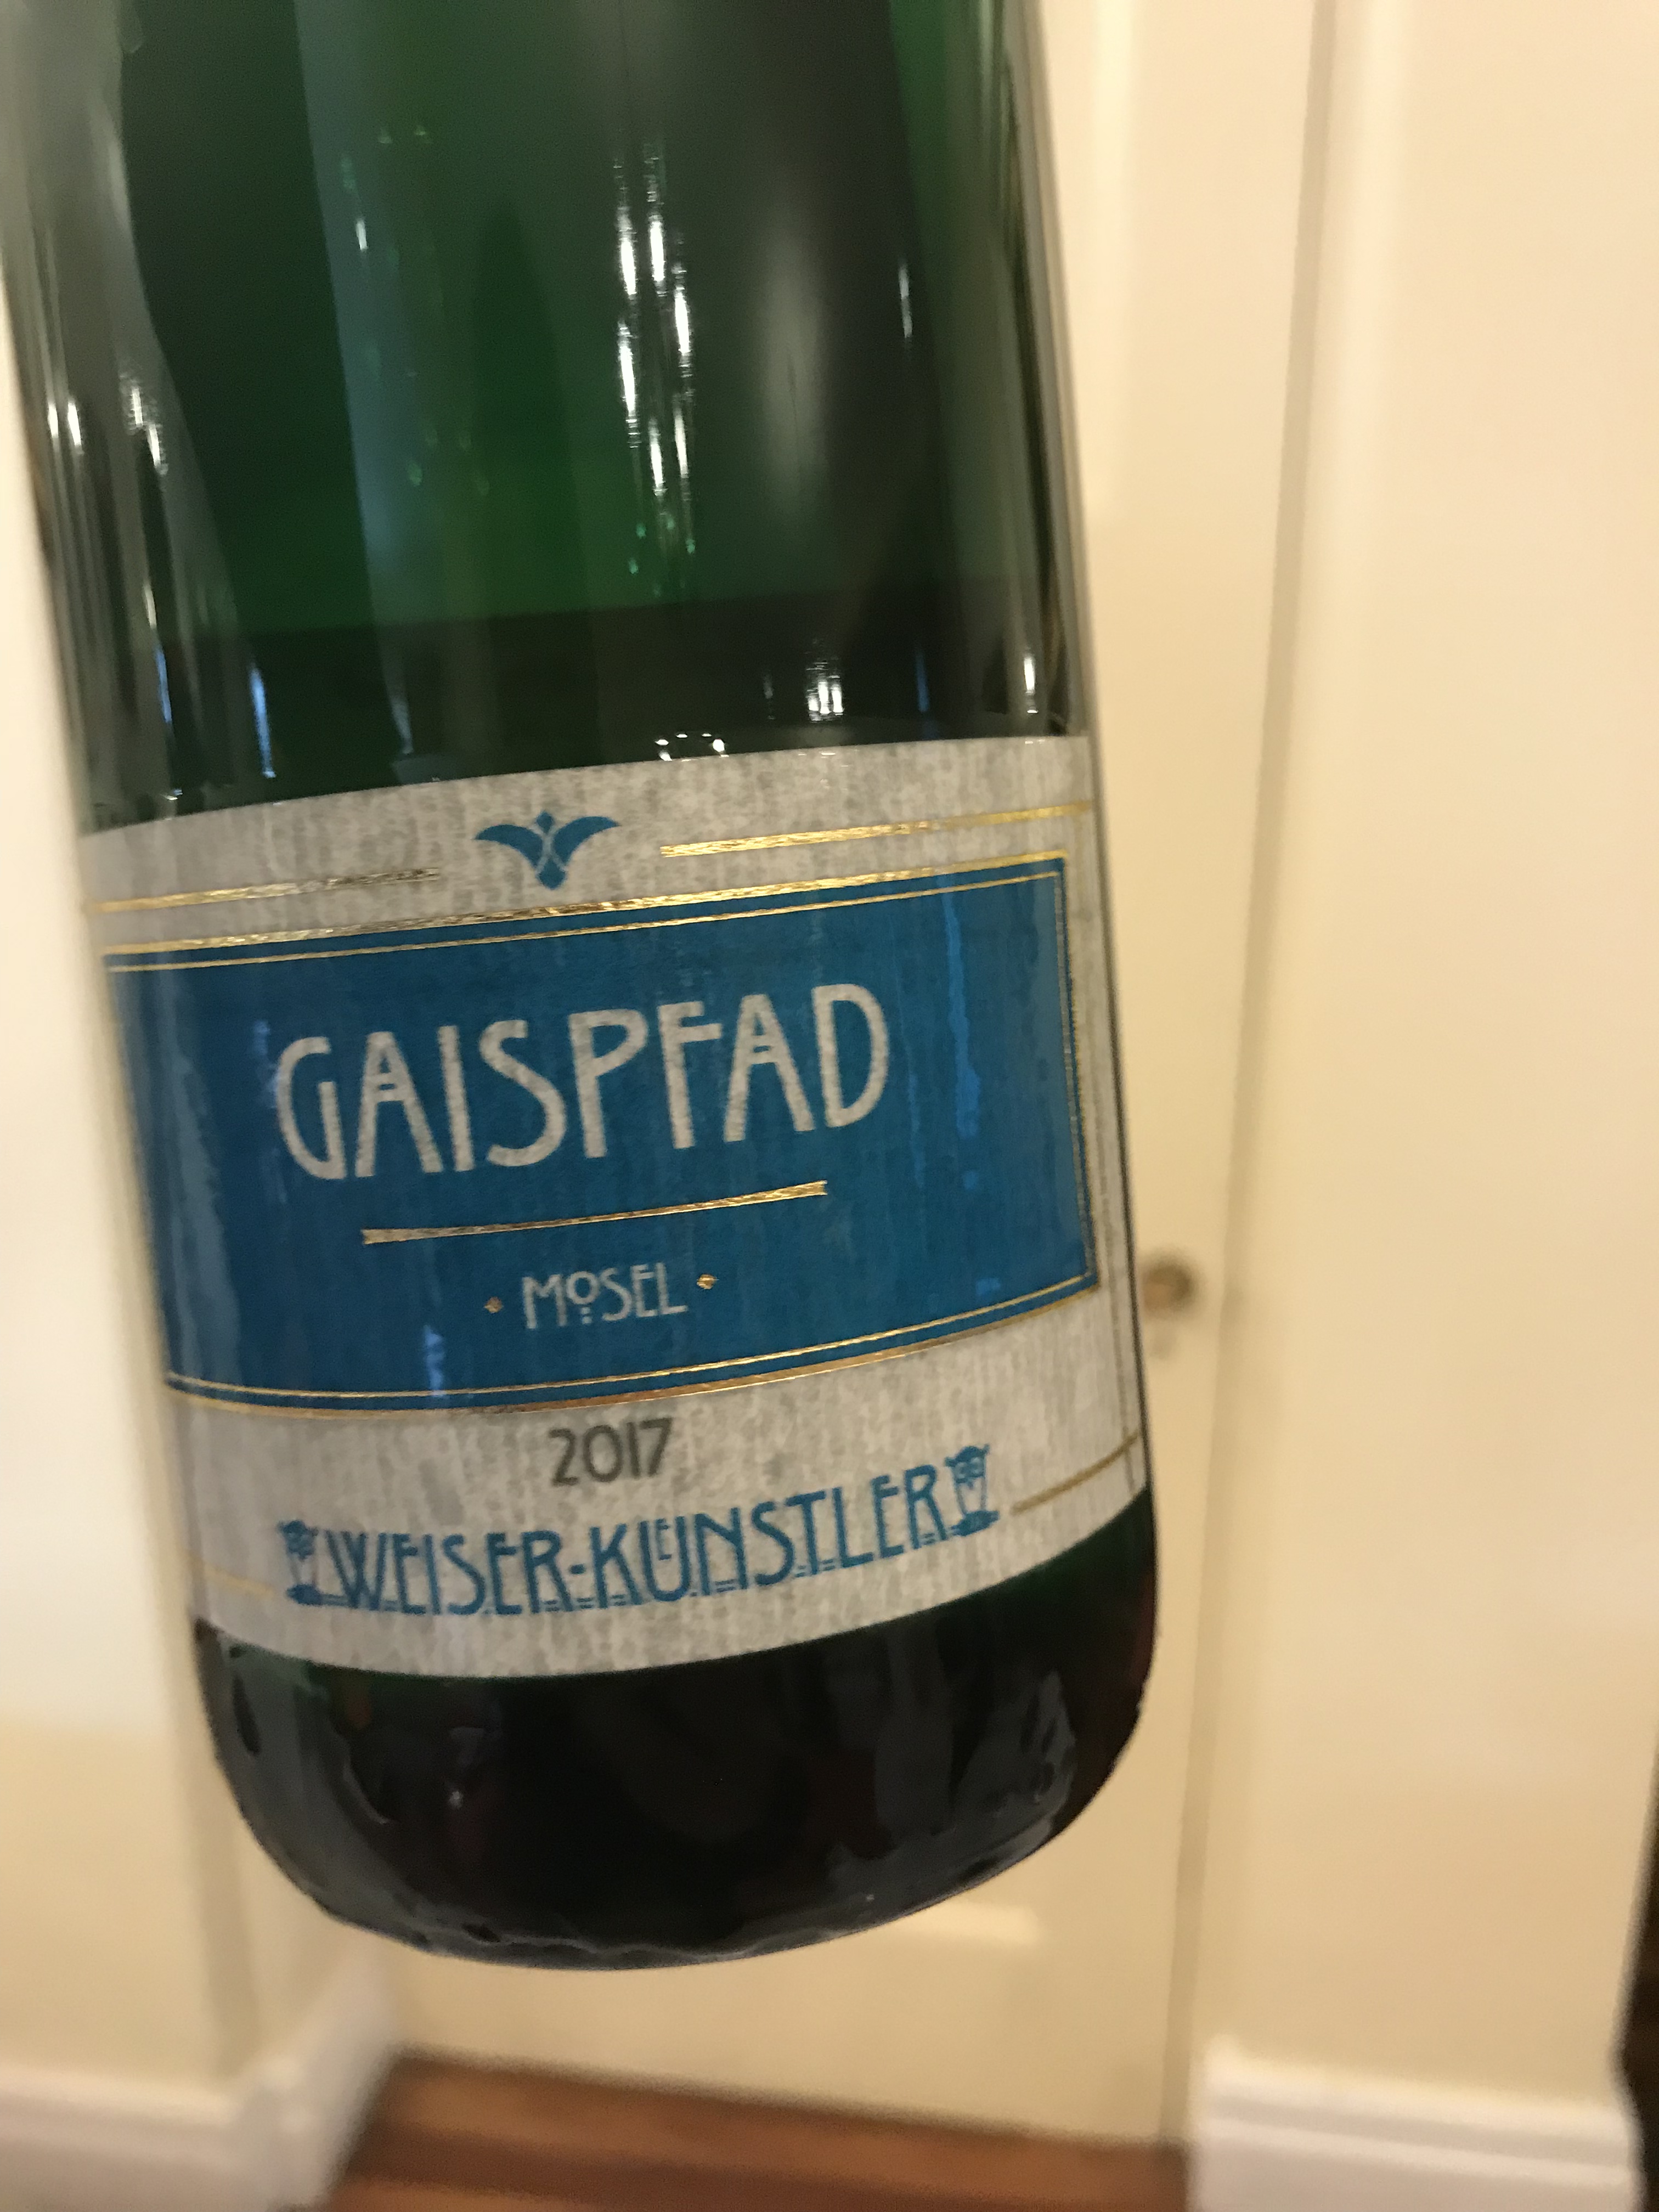 GAISPFAD
• MOSEL •
2017
WEISER-KÜNSTLER